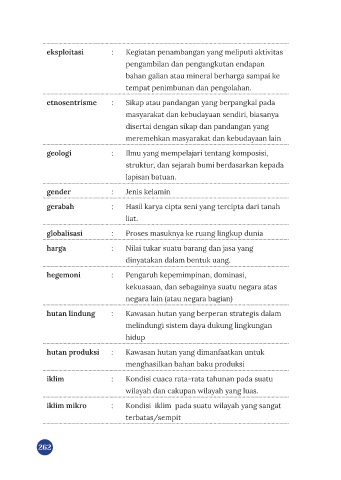 eksploitasi : Kegiatan penambangan yang meliputi aktivitas
pengambilan dan pengangkutan endapan
bahan galian atau mineral berharga sampai ke
tempat penimbunan dan pengolahan.
etnosentrisme : Sikap atau pandangan yang berpangkal pada
masyarakat dan kebudayaan sendiri, biasanya
disertai dengan sikap dan pandangan yang
meremehkan masyarakat dan kebudayaan lain
geologi : Ilmu yang mempelajari tentang komposisi,
struktur, dan sejarah bumi berdasarkan kepada
lapisan batuan.
gender : Jenis kelamin
gerabah : Hasil karya cipta seni yang tercipta dari tanah
liat.
globalisasi : Proses masuknya ke ruang lingkup dunia
harga : Nilai tukar suatu barang dan jasa yang
dinyatakan dalam bentuk uang.
hegemoni : Pengaruh kepemimpinan, dominasi,
kekuasaan, dan sebagainya suatu negara atas
negara lain (atau negara bagian)
hutan lindung : Kawasan hutan yang berperan strategis dalam
melindungi sistem daya dukung lingkungan
hidup
hutan produksi : Kawasan hutan yang dimanfaatkan untuk
menghasilkan bahan baku produksi
iklim : Kondisi cuaca rata-rata tahunan pada suatu
wilayah dan cakupan wilayah yang luas.
iklim mikro : Kondisi iklim pada suatu wilayah yang sangat
terbatas/sempit
262